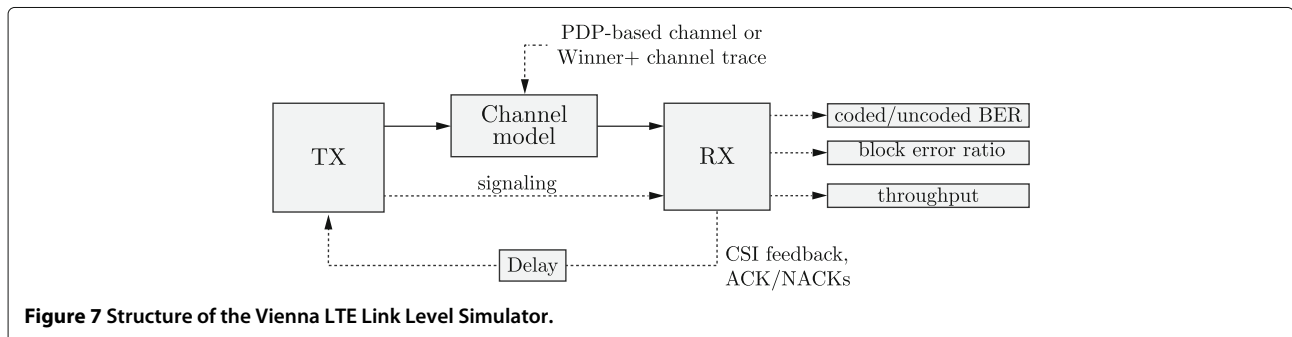 PDP-based channel or
Winner+ channel trace
TX
Channel
model
RX
signaling
coded/uncoded BER
block error ratio
throughput
Delay
CSI feedback,
ACK/NACKs
Figure 7 Structure of the Vienna LTE Link Level Simulator.